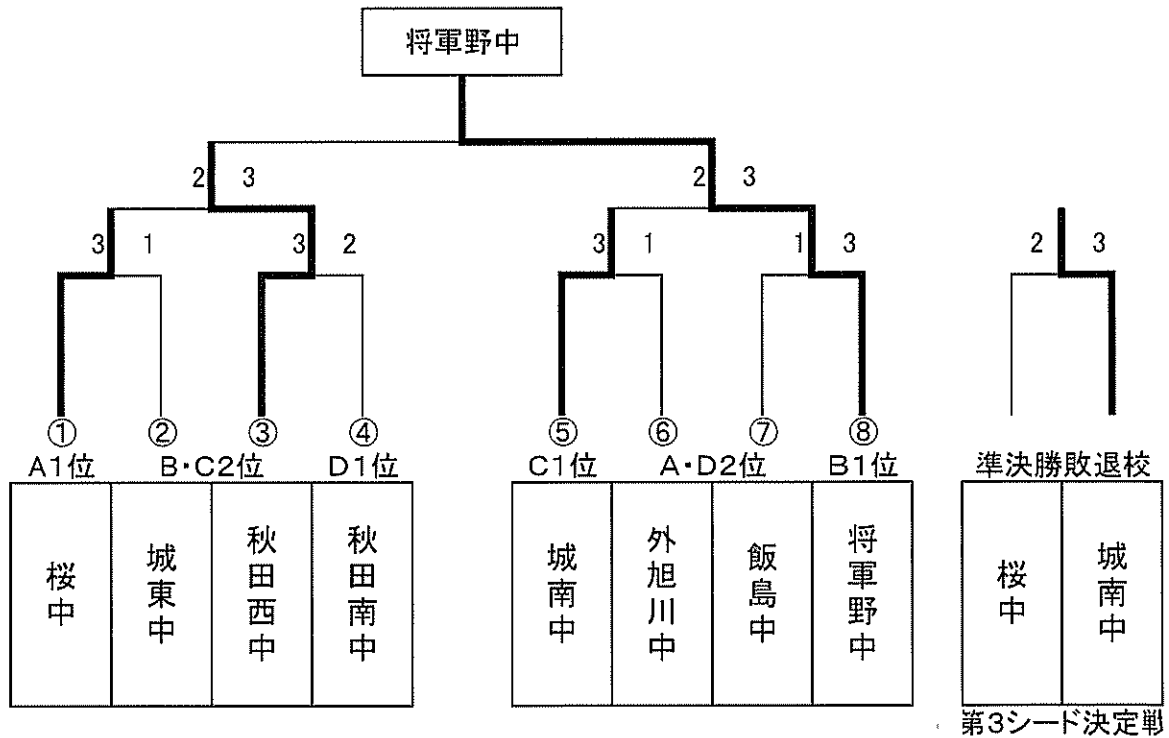 将軍野中
2 3 2 3
3 1 3 2 3 1 1 3 2 3
① ② ③ ④ ⑤ ⑥ ⑦ ⑧
A1位 B・C2位 D1位 C1位 A・D2位 B1位 準決勝敗退校
桜中
城東中
秋田西中
秋田南中
城南中
外旭川中
飯島中
将軍野中
桜中
城南中
第3シード決定戦